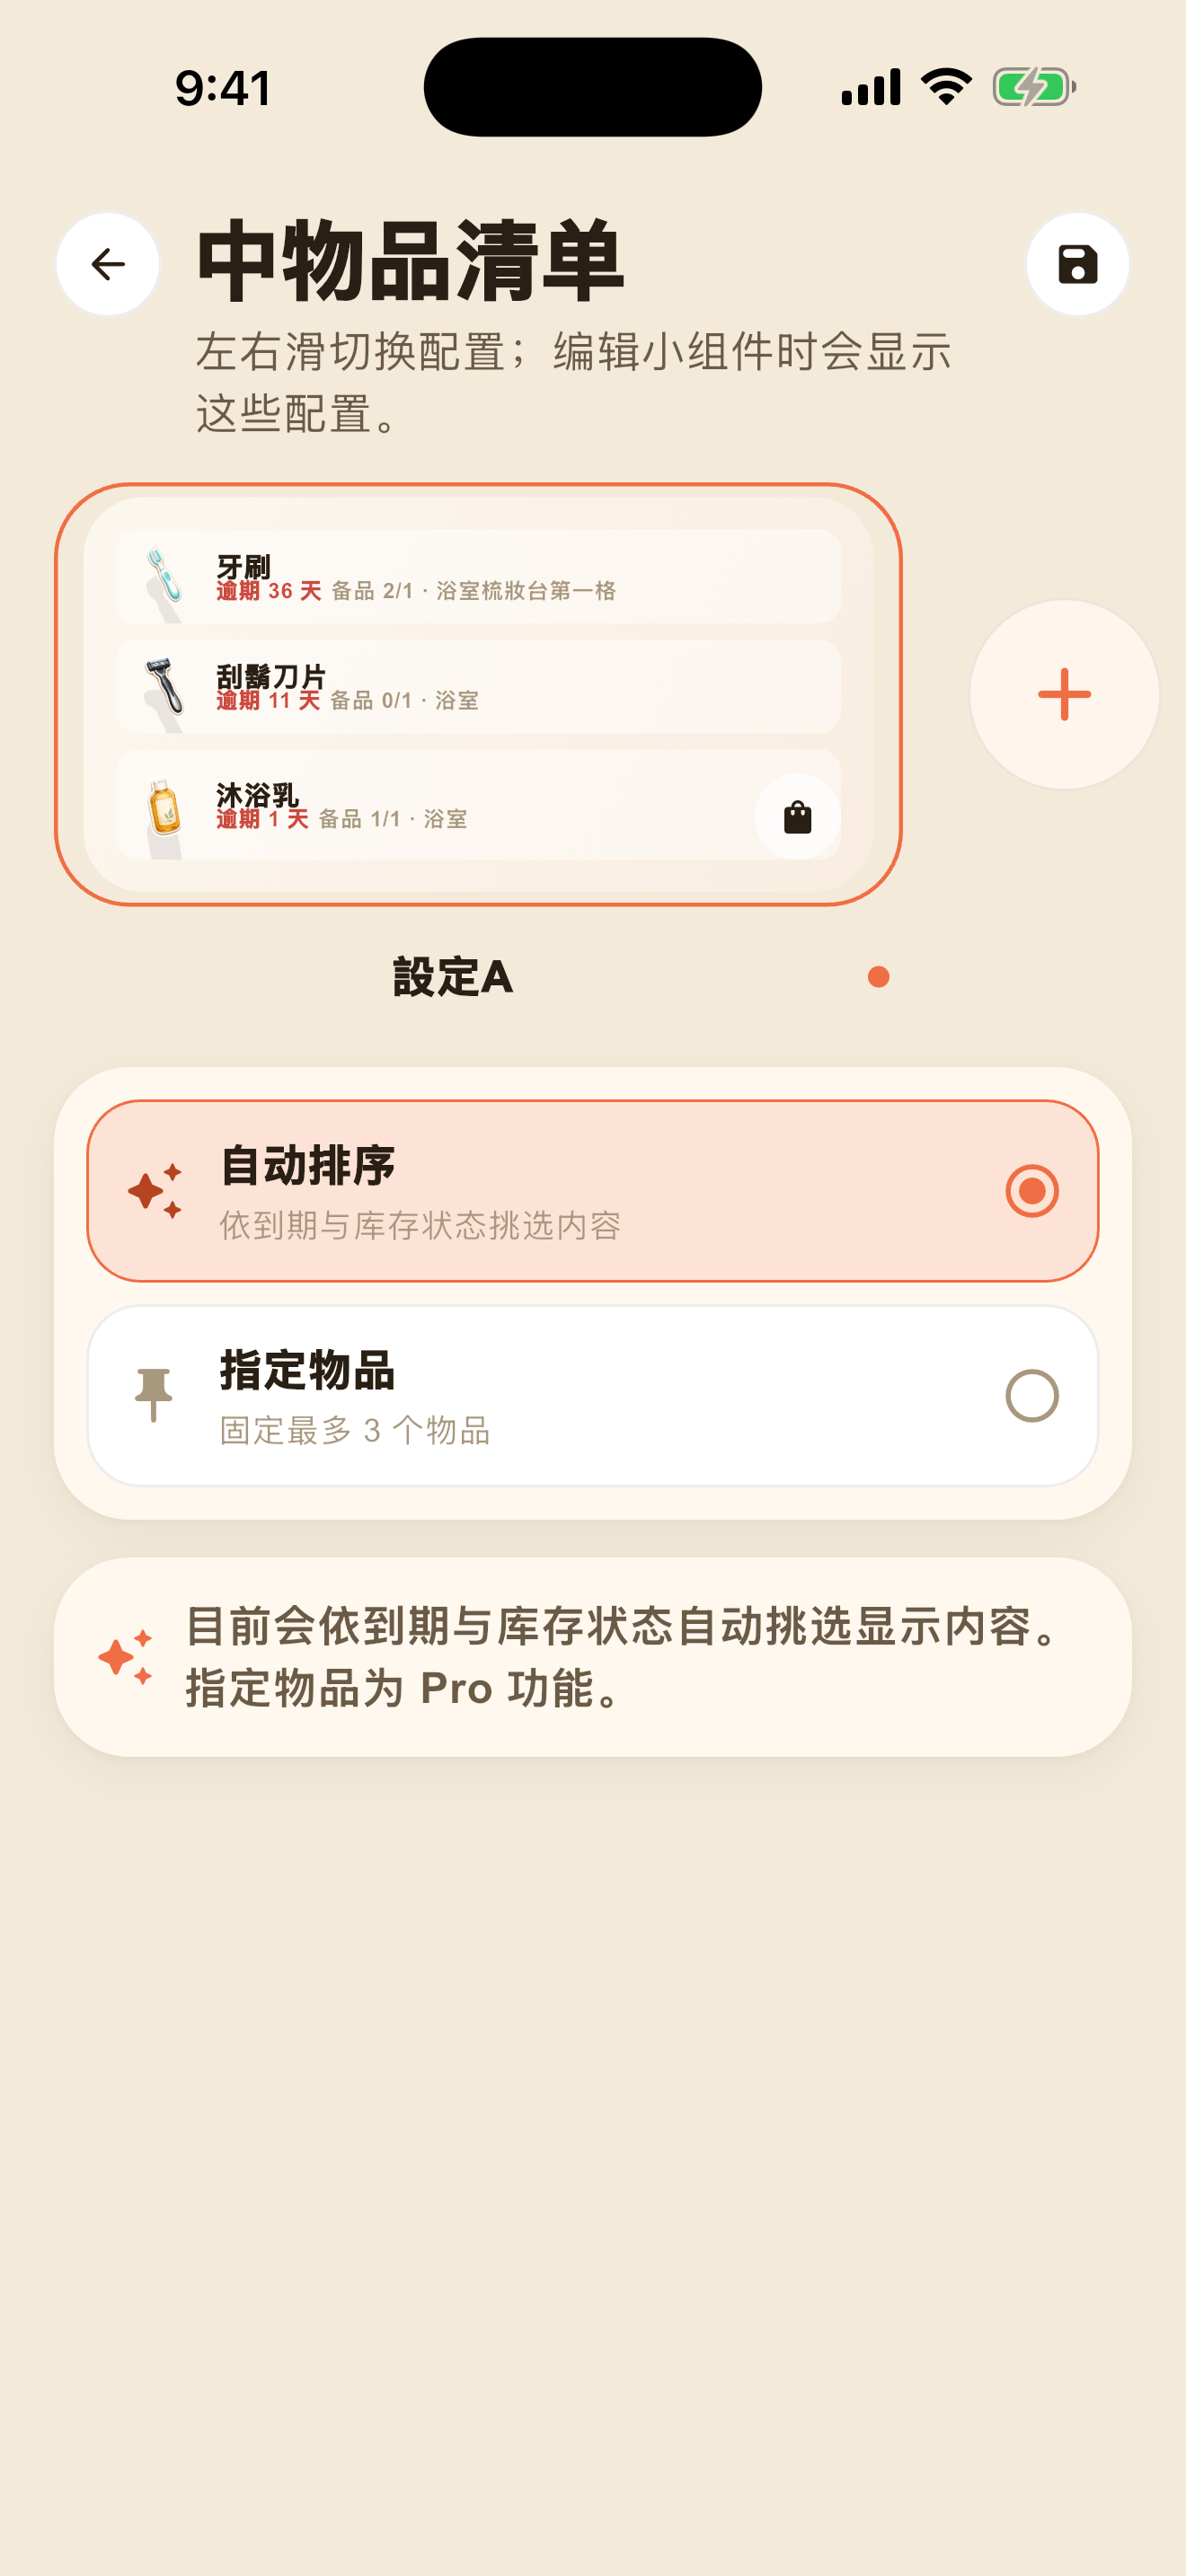 9:41
中物品清单
左右滑切换配置；编辑小组件时会显示
这些配置。
牙刷
逾期 36 天 备品 2/1 · 浴室梳妝台第一格
刮鬍刀片
逾期 11 天 备品 0/1 · 浴室
沐浴乳
逾期 1 天 备品 1/1 · 浴室
設定A
自动排序
依到期与库存状态挑选内容
指定物品
固定最多 3 个物品
目前会依到期与库存状态自动挑选显示内容。
指定物品为 Pro 功能。